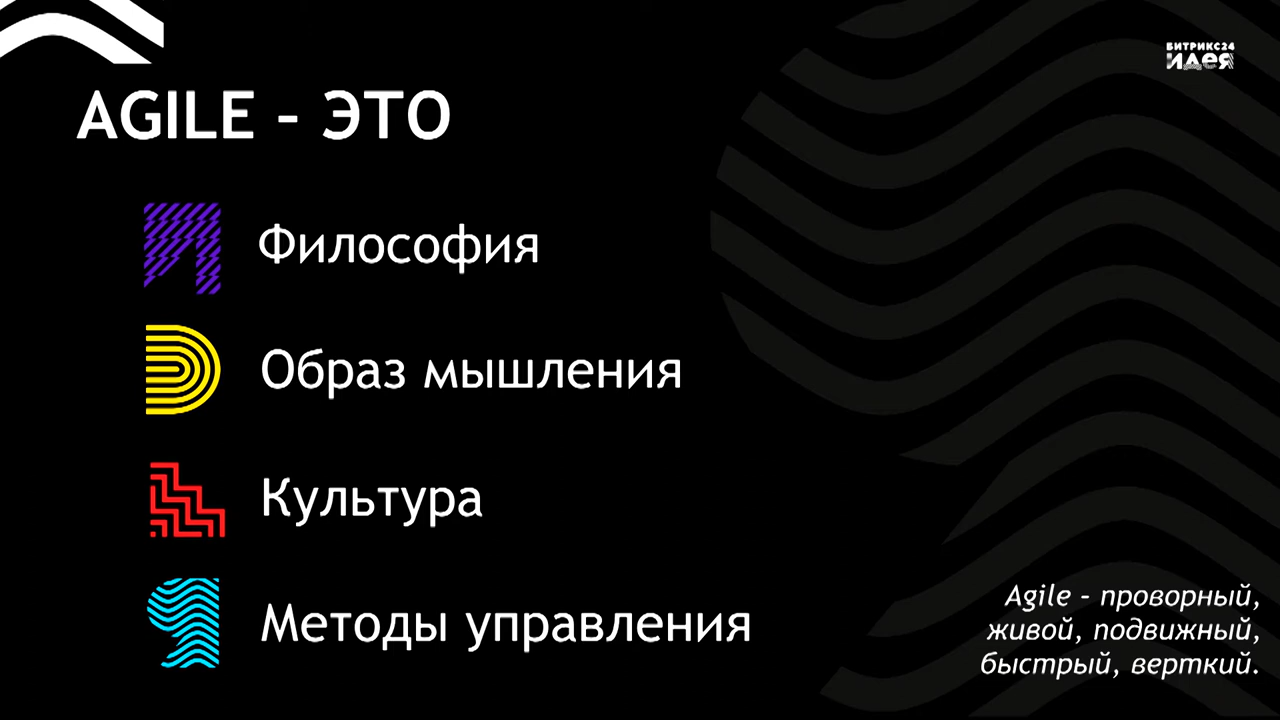 БИТРИКС24
идея
AGILE – ЭТО
Философия
Образ мышления
Культура
Методы управления
Agile – проворный,
живой, подвижный,
быстрый, верткий.